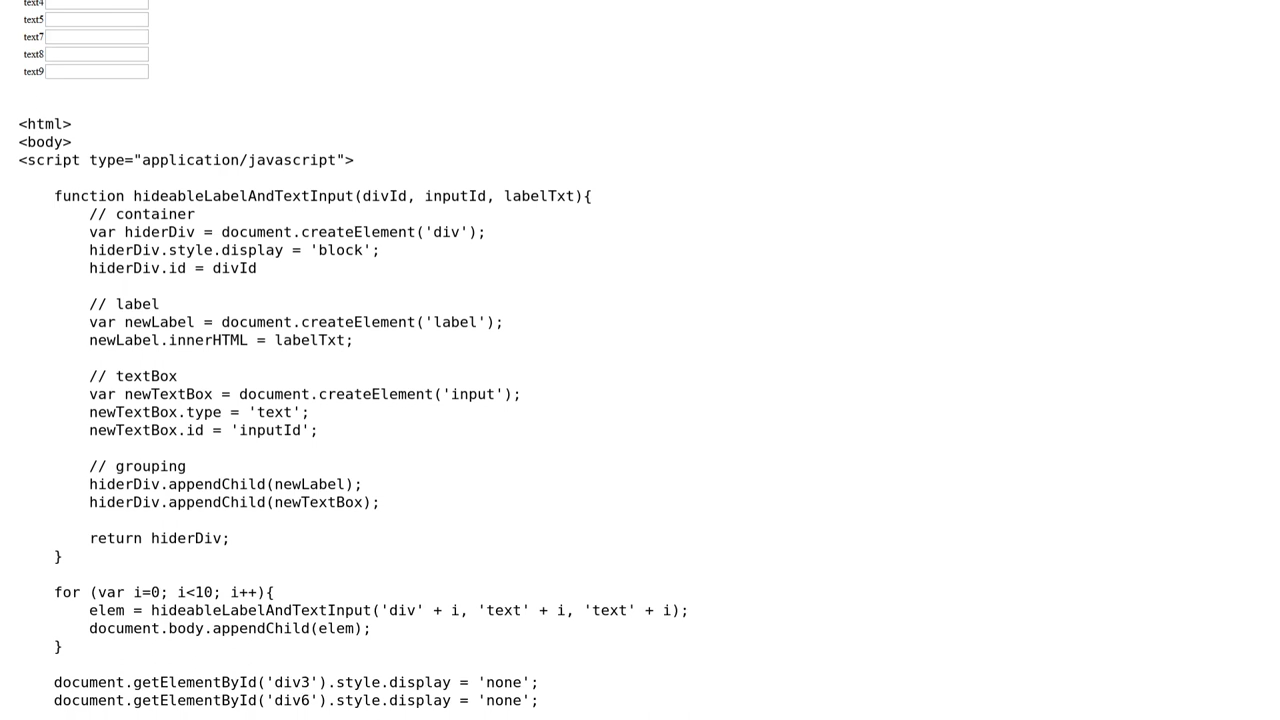 text4
text5
text7
text8
text9
<html>
<body>
<script type="application/javascript">
function hideableLabelAndTextInput(divId, inputId, labelTxt){
// container
var hiderDiv = document.createElement('div');
hiderDiv.style.display = 'block';
hiderDiv.id = divId
// label
var newLabel = document.createElement('label');
newLabel.innerHTML = labelTxt;
// textBox
var newTextBox = document.createElement('input');
newTextBox.type = 'text';
newTextBox.id = 'inputId';
// grouping
hiderDiv.appendChild(newLabel);
hiderDiv.appendChild(newTextBox);
return hiderDiv;
}
for (var i=0; i<10; i++){
elem = hideableLabelAndTextInput('div' + i, 'text' + i, 'text' + i);
document.body.appendChild(elem);
}
document.getElementById('div3').style.display = 'none';
document.getElementById('div6').style.display = 'none';